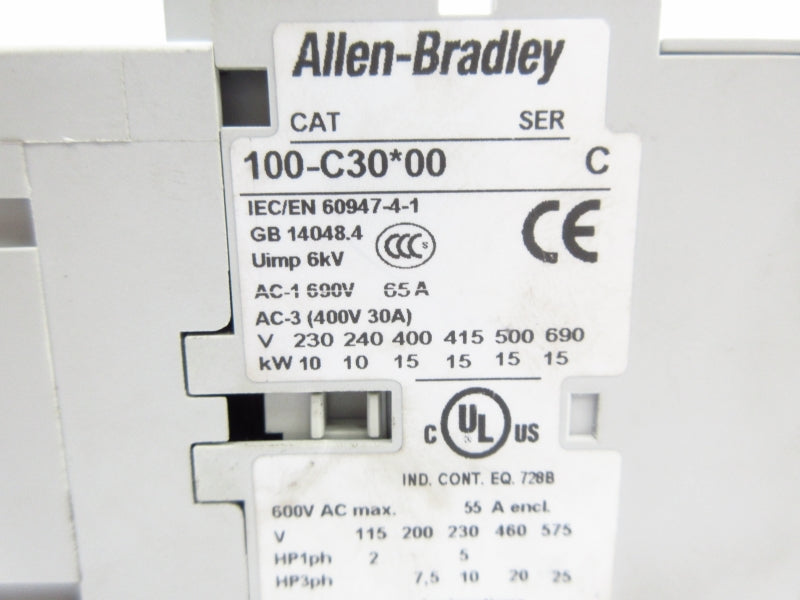 Allen-Bradley
CAT SER
100-C30*00 C
IEC/EN 60947-4-1
GB 14048.4
CCC S
CE
Uimp 6kV
AC-1 690V 65 A
AC-3 (400V 30A)
V 230 240 400 415 500 690
kW 10 10 15 15 15 15
C UL US
IND. CONT. EQ. 728B
600V AC max. 55 A encl.
V 115 200 230 460 575
HP1ph 2 5
HP3ph 7,5 10 20 25